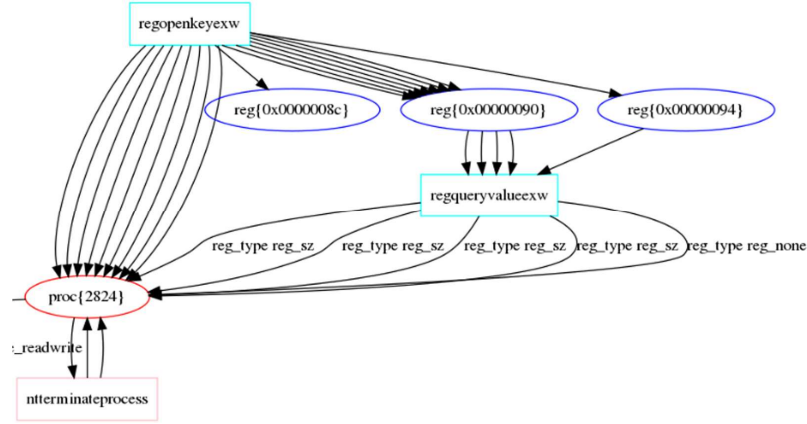 regopenkeyexw
reg{0x0000008c}
reg{0x00000090}
reg{0x00000094}
regqueryvalueexw
reg_type reg_sz
reg_type reg_sz
reg_type reg_sz
reg_type reg_sz
reg_type reg_none
proc{2824}
_readwrite
ntterminateprocess